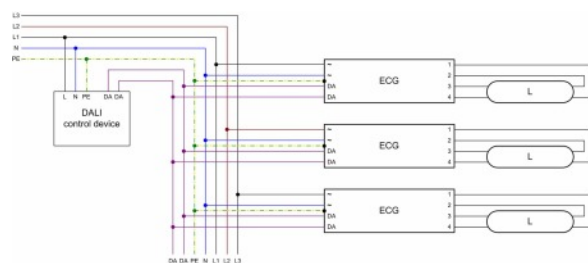 L3
L2
L1
N
PE
L N PE DA DA
DALI
control device
~
~
DA
DA
ECG
1
2
3
4
L
~
~
DA
DA
ECG
1
2
3
4
L
~
~
DA
DA
ECG
1
2
3
4
L
DA DA PE N L1 L2 L3